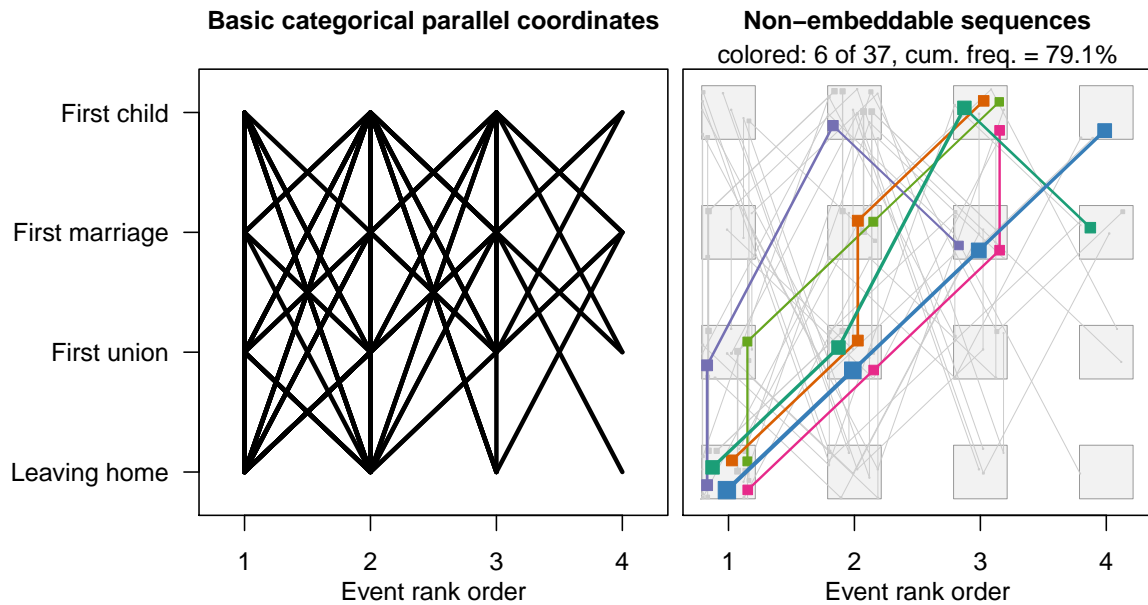 Basic categorical parallel coordinates
Non−embeddable sequences
colored: 6 of 37, cum. freq. = 79.1%
First child
First marriage
First union
Leaving home
1 2 3 4
Event rank order
1 2 3 4
Event rank order